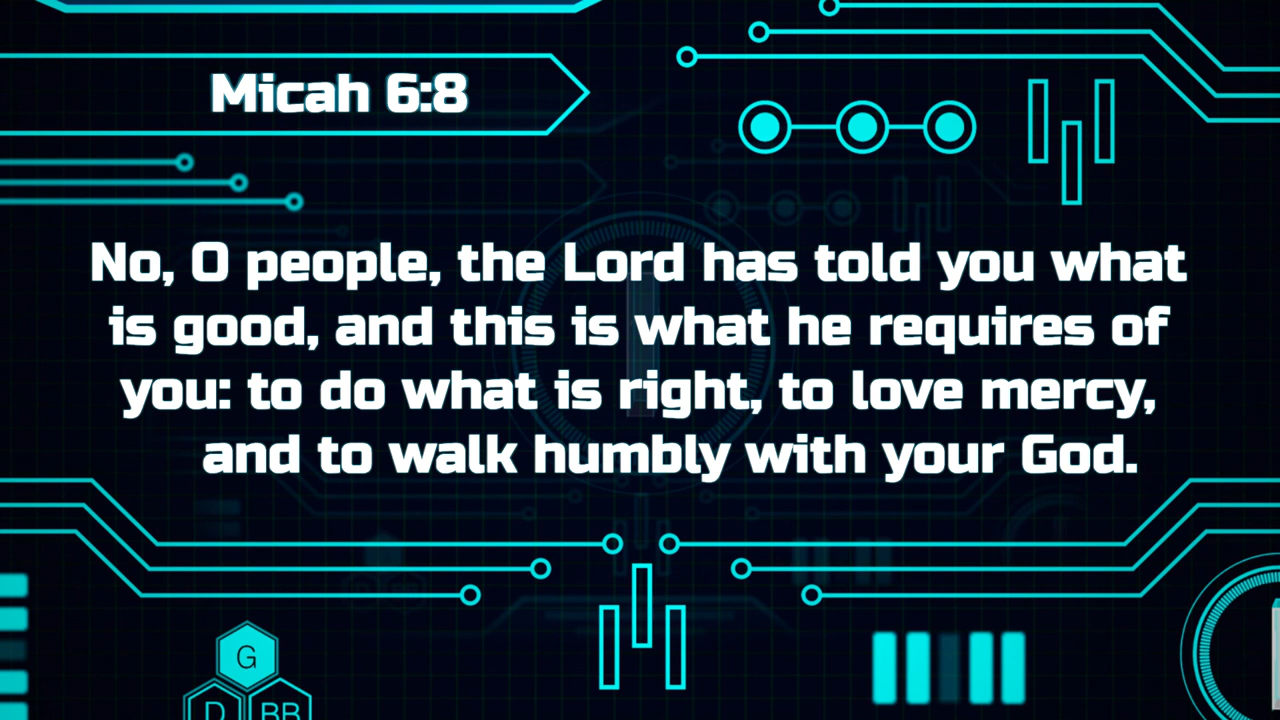 Micah 6:8
No, O people, the Lord has told you what
is good, and this is what he requires of
you: to do what is right, to love mercy,
and to walk humbly with your God.
G
D BB